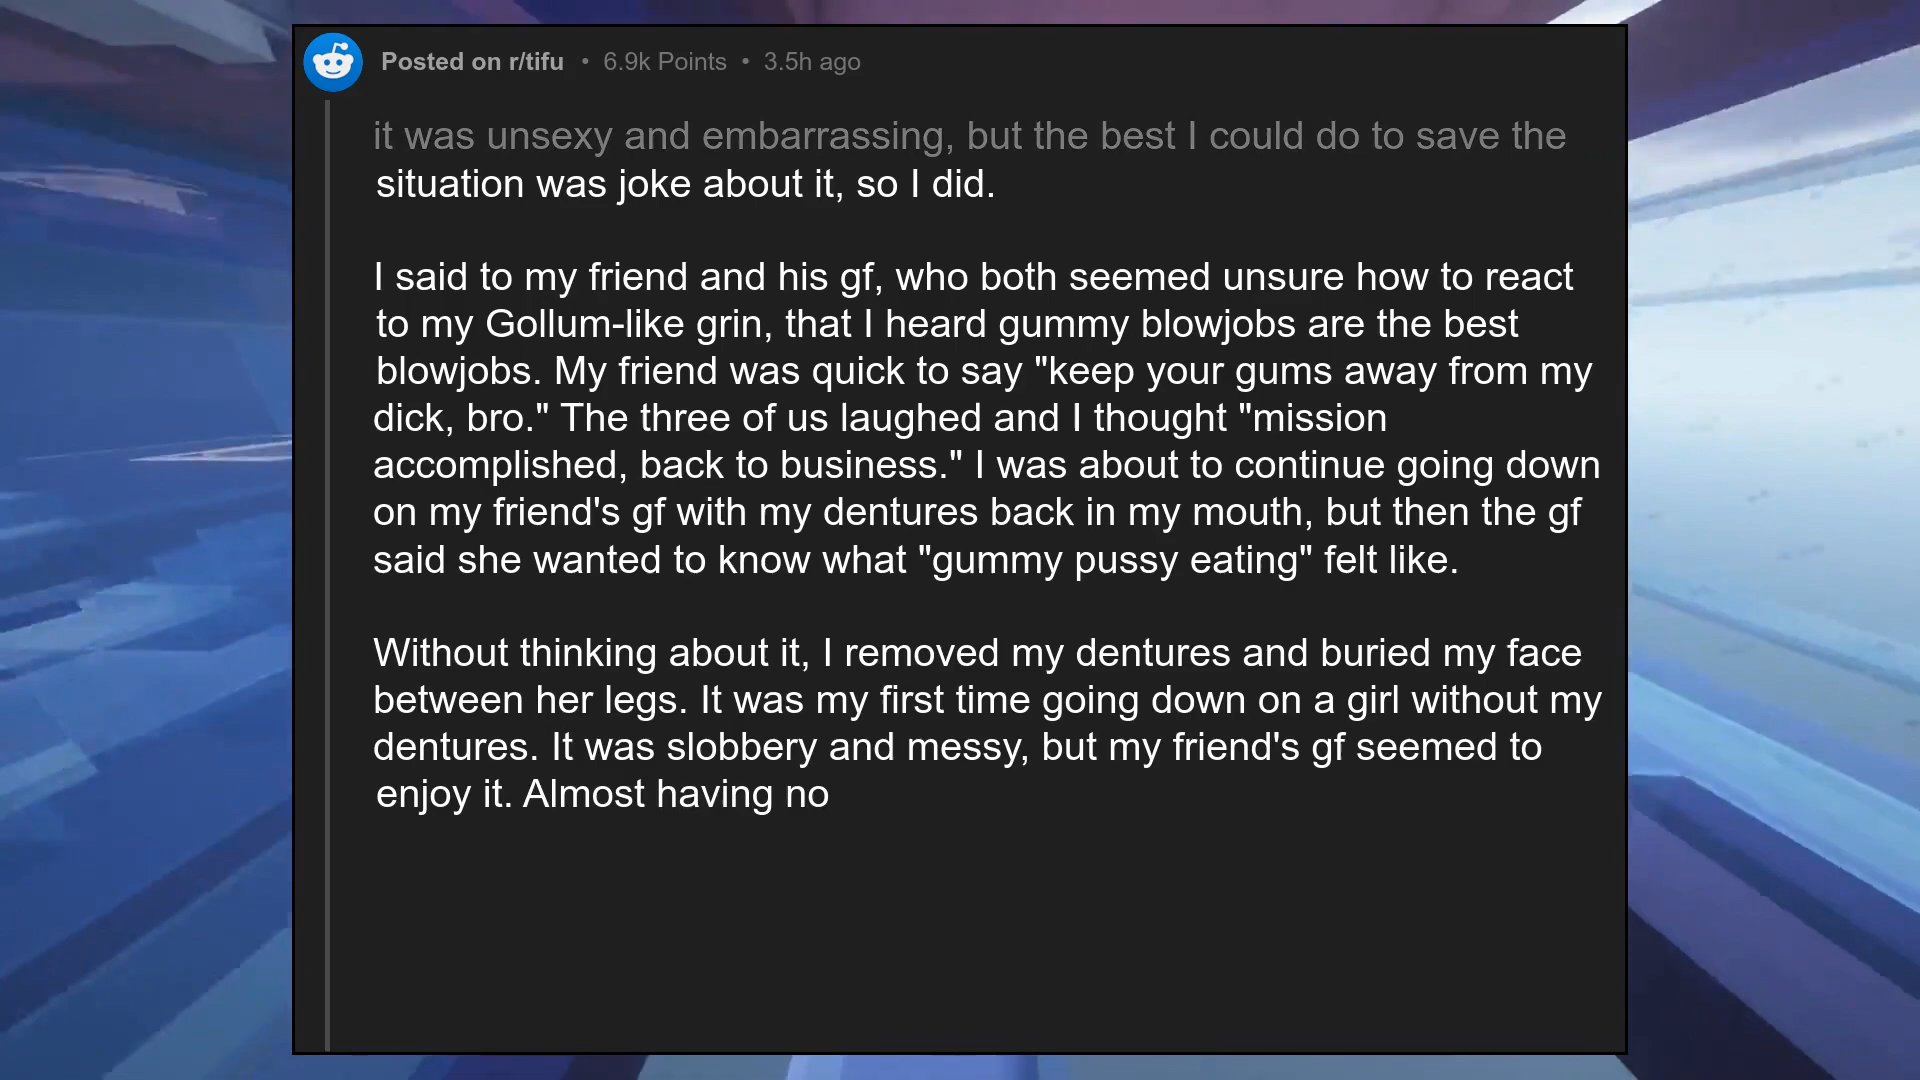 Posted on r/tifu • 6.9k Points • 3.5h ago
it was unsexy and embarrassing, but the best I could do to save the
situation was joke about it, so I did.
I said to my friend and his gf, who both seemed unsure how to react
to my Gollum-like grin, that I heard gummy blowjobs are the best
blowjobs. My friend was quick to say "keep your gums away from my
dick, bro." The three of us laughed and I thought "mission
accomplished, back to business." I was about to continue going down
on my friend's gf with my dentures back in my mouth, but then the gf
said she wanted to know what "gummy pussy eating" felt like.
Without thinking about it, I removed my dentures and buried my face
between her legs. It was my first time going down on a girl without my
dentures. It was slobbery and messy, but my friend's gf seemed to
enjoy it. Almost having no